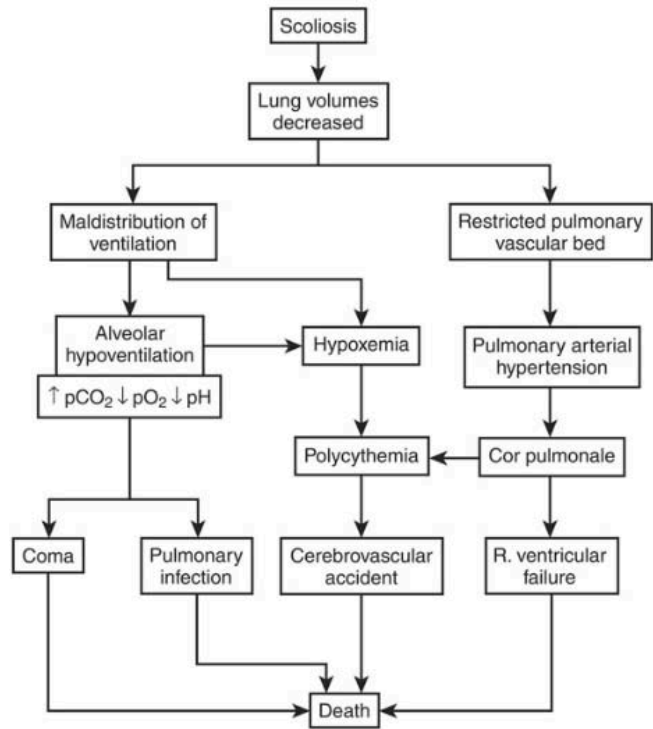 Scoliosis
Lung volumes
decreased
Maldistribution of
ventilation
Restricted pulmonary
vascular bed
Alveolar
hypoventilation
↑ pCO₂ ↓ pO₂ ↓ pH
Hypoxemia
Pulmonary arterial
hypertension
Polycythemia
Cor pulmonale
Coma
Pulmonary
infection
Cerebrovascular
accident
R. ventricular
failure
Death